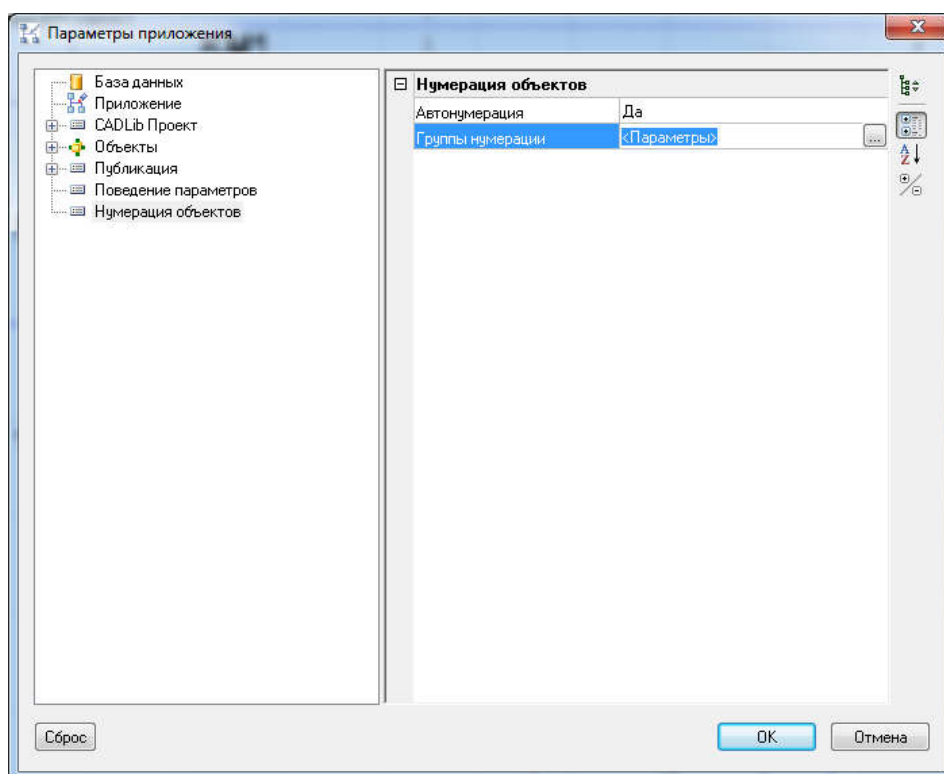 Параметры приложения
База данных
Приложение
CADLib Проект
Объекты
Публикация
Поведение параметров
Нумерация объектов
Нумерация объектов
Автонумерация Да
Группы нумерации <Параметры> ...
Сброс
OK
Отмена